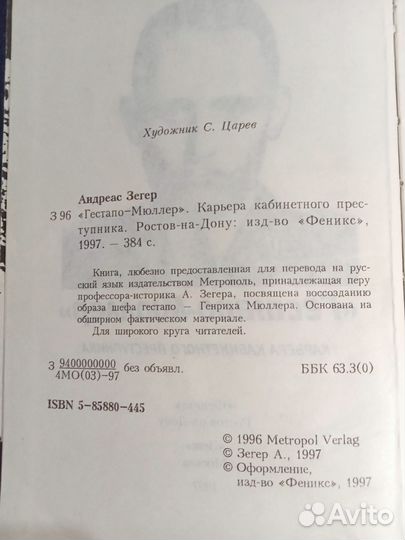 Художник С. Царев
Андреас Зегер
З 96 «Гестапо-Мюллер». Карьера кабинетного прес-
тупника. Ростов-на-Дону: изд-во «Феникс»,
1997. — 384 с.
Книга, любезно предоставленная для перевода на рус-
ский язык издательством Метрополь, принадлежащая перу
профессора-историка А. Зегера, посвящена воссозданию
образа шефа гестапо — Генриха Мюллера. Основана на
обширном фактическом материале.
Для широкого круга читателей.
З 9400000000 без объявл. ББК 63.3(0)
4МО(03)-97
ISBN 5-85880-445
© 1996 Metropol Verlag
© Зегер А., 1997
© Оформление,
изд-во «Феникс», 1997
Avito